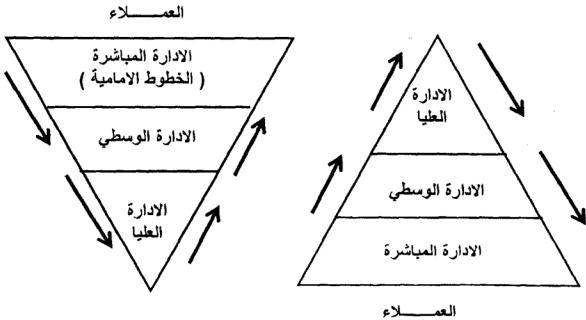 العمـــــلاء
الادارة المباشرة
( الخطوط الامامية )
الادارة الوسطي
الادارة
العليا
الادارة
العليا
الادارة الوسطي
الادارة المباشرة
العمـــــلاء